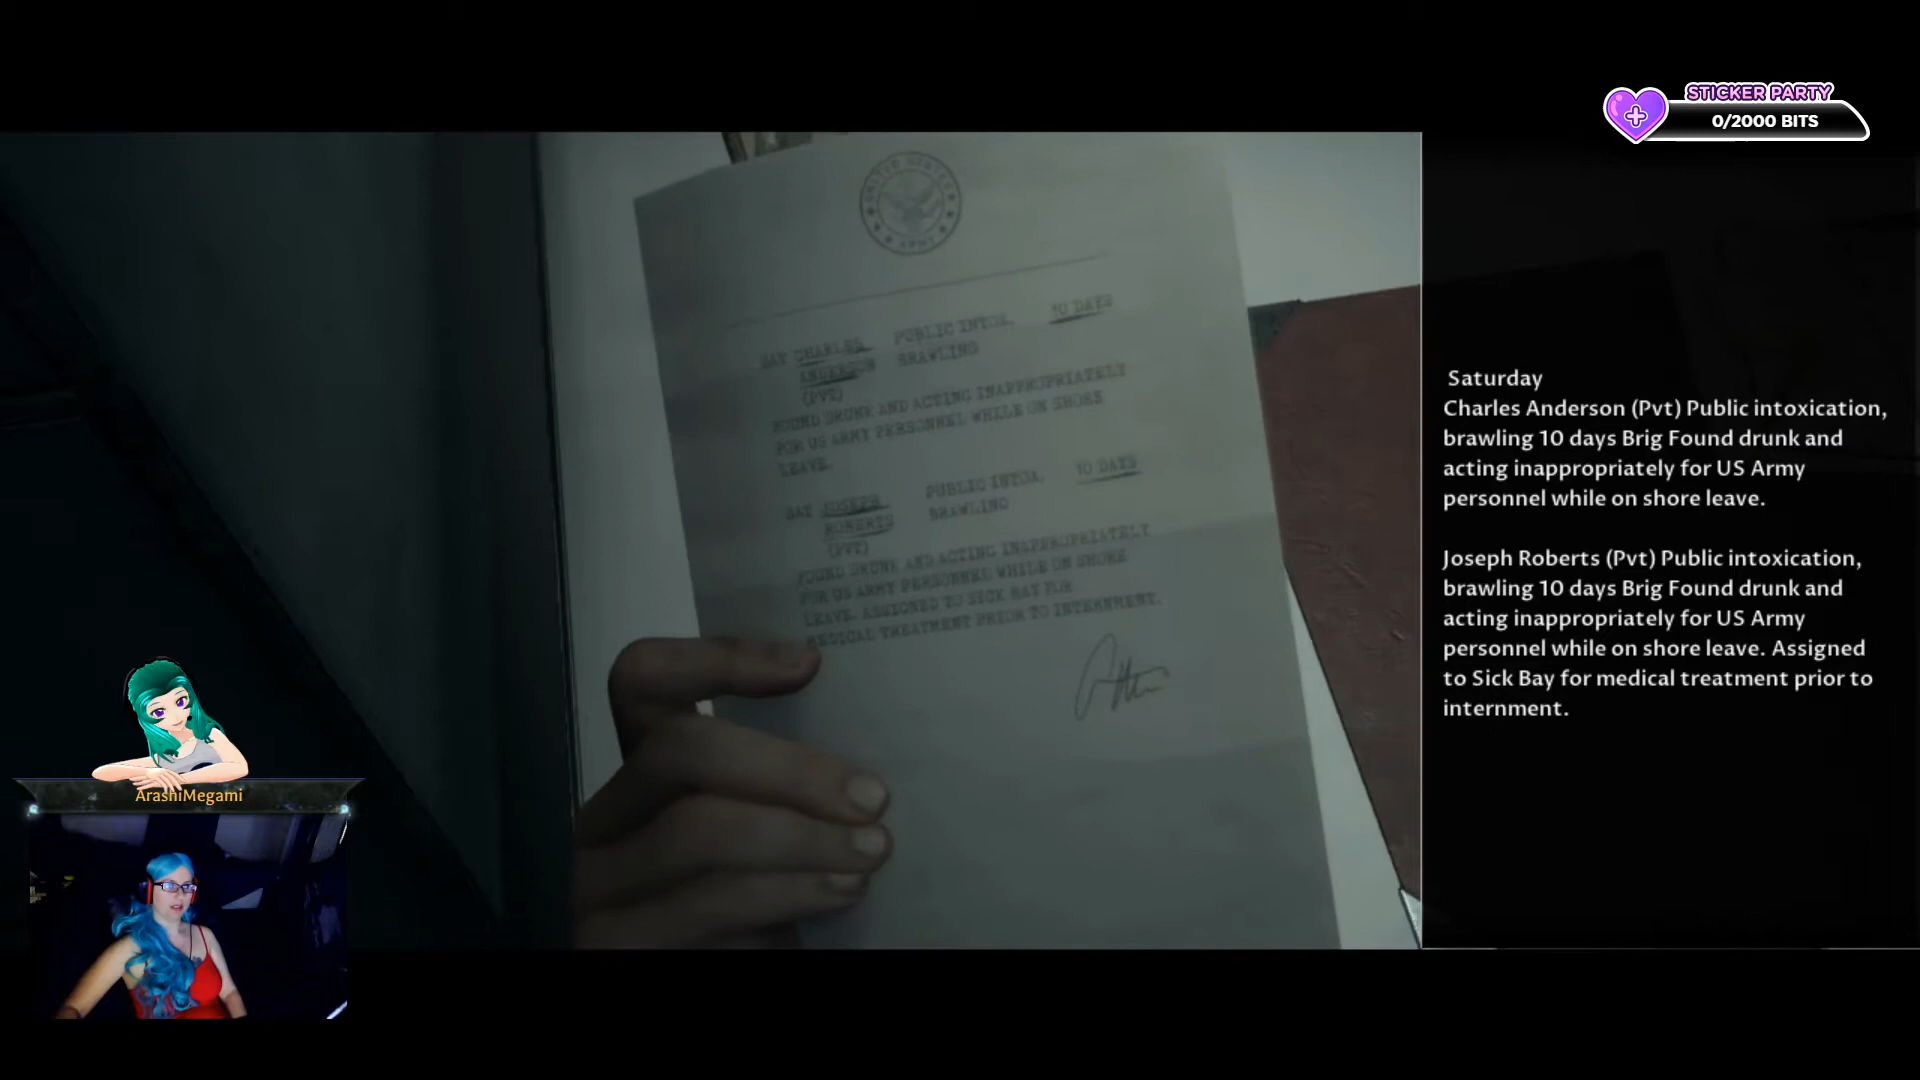 STICKER PARTY
0/2000 BITS
UNITED STATES
ARMY
SAT CHARLES PUBLIC INTOX. 10 DAYS
ANDERSON BRAWLING
(PVT)
FOUND DRUNK AND ACTING INAPPROPRIATELY
FOR US ARMY PERSONNEL WHILE ON SHORE
LEAVE.
SAT JOSEPH PUBLIC INTOX. 10 DAYS
ROBERTS BRAWLING
(PVT)
FOUND DRUNK AND ACTING INAPPROPRIATELY
FOR US ARMY PERSONNEL WHILE ON SHORE
LEAVE. ASSIGNED TO SICK BAY FOR
MEDICAL TREATMENT PRIOR TO INTERNMENT.
Saturday
Charles Anderson (Pvt) Public intoxication,
brawling 10 days Brig Found drunk and
acting inappropriately for US Army
personnel while on shore leave.
Joseph Roberts (Pvt) Public intoxication,
brawling 10 days Brig Found drunk and
acting inappropriately for US Army
personnel while on shore leave. Assigned
to Sick Bay for medical treatment prior to
internment.
ArashiMegami